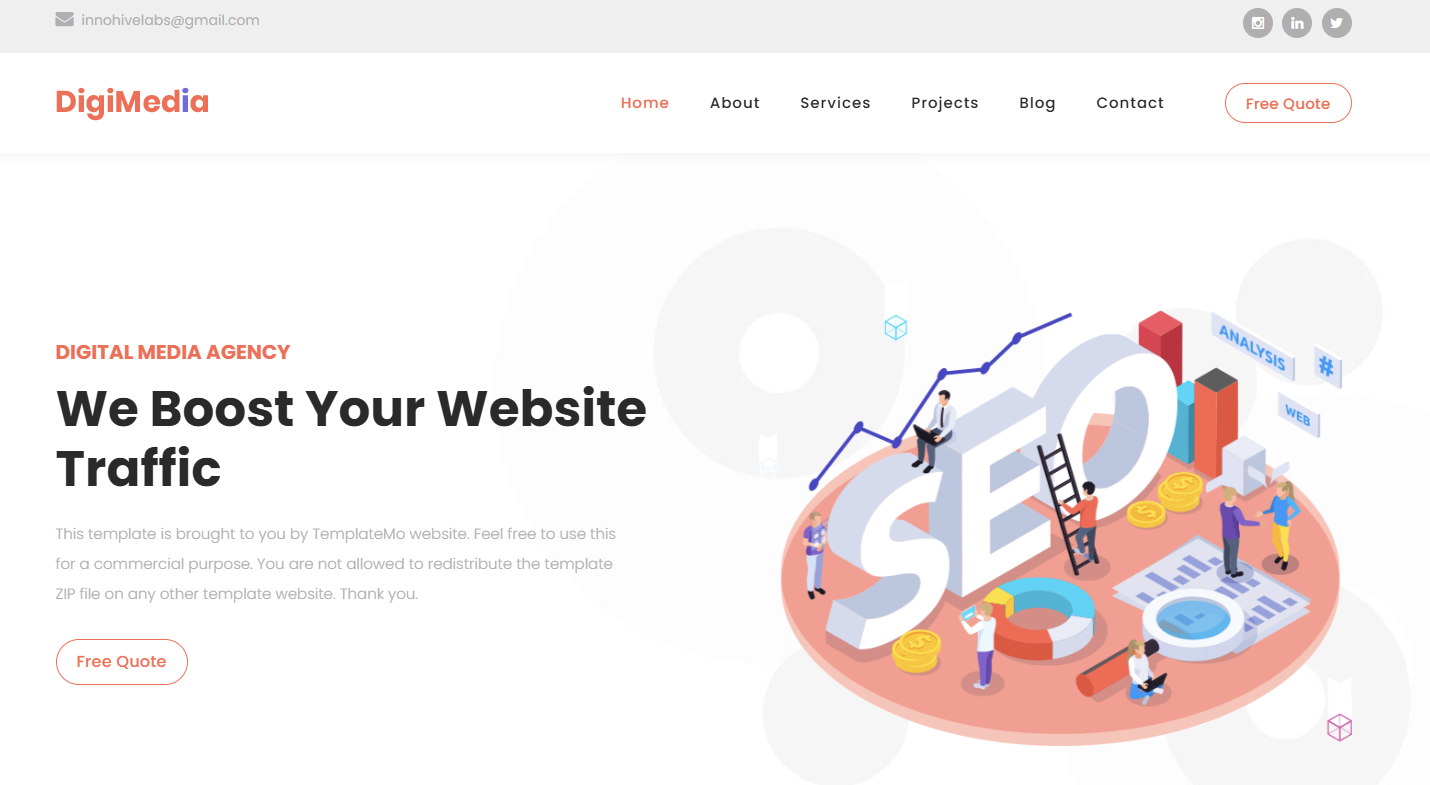 innohivelabs@gmail.com
DigiMedia
Home About Services Projects Blog Contact Free Quote
DIGITAL MEDIA AGENCY
We Boost Your Website
Traffic
This template is brought to you by TemplateMo website. Feel free to use this
for a commercial purpose. You are not allowed to redistribute the template
ZIP file on any other template website. Thank you.
Free Quote
ANALYSIS
#
WEB
SEO